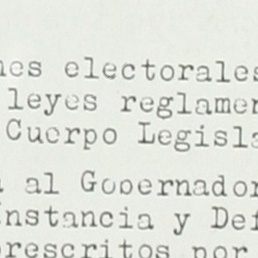 nes electorales
leyes reglamen
Cuerpo Legisla
al Gobernador
Instancia y Def
prescritos por